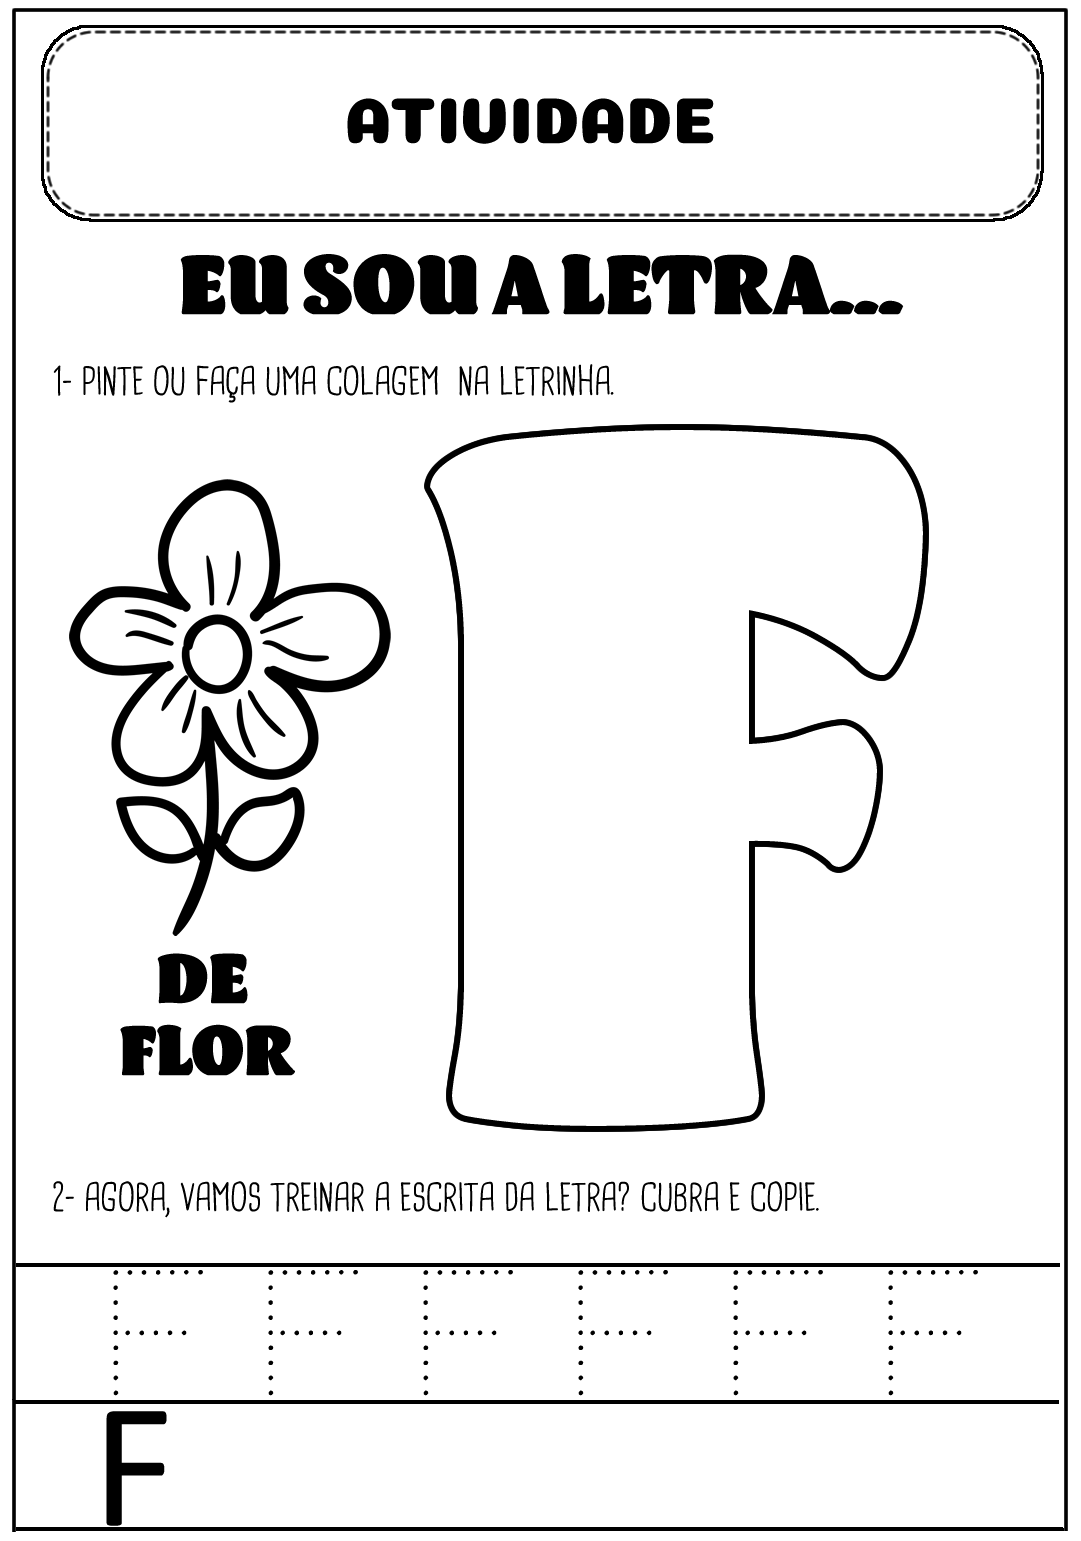 ATIVIDADE
EU SOU A LETRA...
1- PINTE OU FAÇA UMA COLAGEM NA LETRINHA.
F
DE
FLOR
2- AGORA, VAMOS TREINAR A ESCRITA DA LETRA? CUBRA E COPIE.
F F F F F F
F